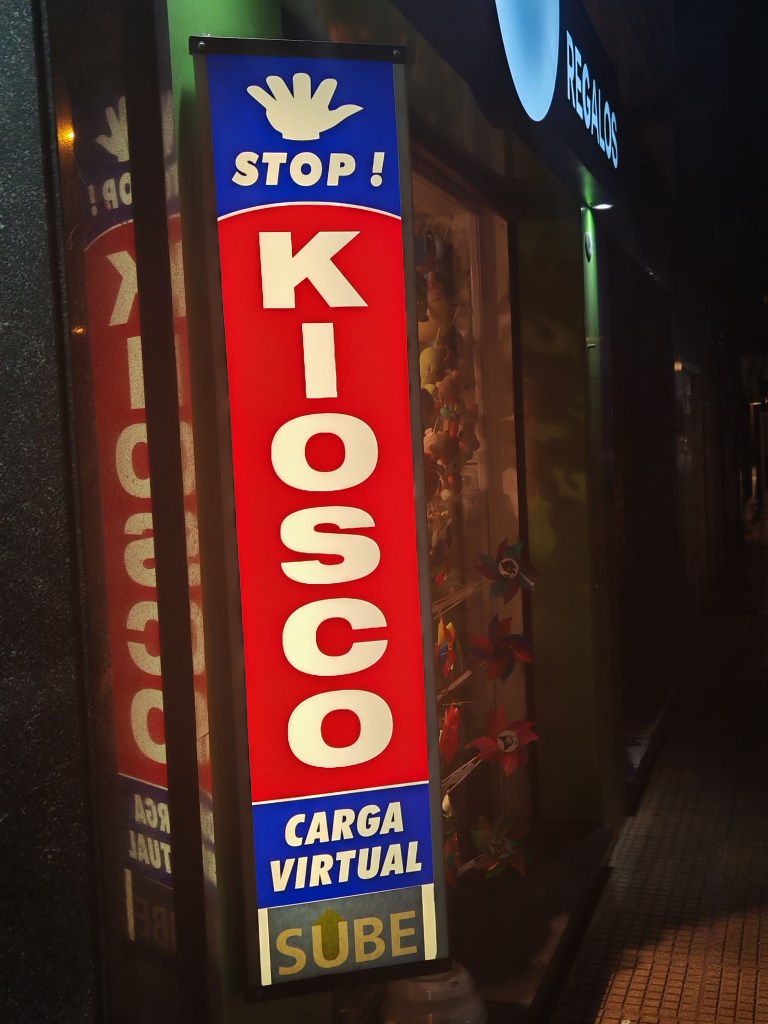 STOP !
KIOSCO
CARGA
VIRTUAL
SUBE
REGALOS